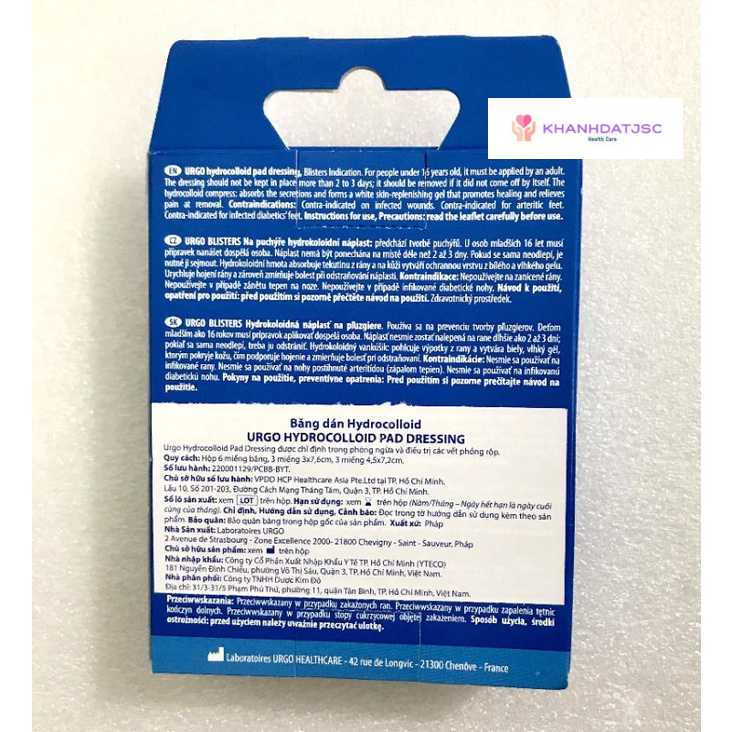 KHANHDATJSC
Health Care
EN URGO hydrocolloid pad dressing, Blisters Indication. For people under 16 years old, it must be applied by an adult.
The dressing should not be kept in place more than 2 to 3 days; it should be removed if it did not come off by itself. The
hydrocolloid compress: absorbs the secretions and forms a white skin-replenishing gel that promotes healing and relieves
pain at removal. Contraindications: Contra-indicated on infected wounds. Contra-indicated for arteritic feet.
Contra-indicated for infected diabetics' feet. Instructions for use, Precautions: read the leaflet carefully before use.
CZ URGO BLISTERS Na puchýře hydrokoloidní náplast: předchází tvorbě puchýřů. U osob mladších 16 let musí
přípravek nanášet dospělá osoba. Náplast nemá být ponechána na místě déle než 2 až 3 dny. Pokud se sama neodlepí, je
nutné ji sejmout. Hydrokoloidní hmota absorbuje tekutinu z rány a na kůži vytváří ochrannou vrstvu z bílého a vlhkého gelu.
Urychluje hojení rány a zároveň zmírňuje bolest při odstraňování náplasti. Kontraindikace: Nepoužívejte na zanícené rány.
Nepoužívejte v případě zánětu tepen na noze. Nepoužívejte v případě infikované diabetické nohy. Návod k použití,
opatření pro použití: před použitím si pozorně přečtěte návod na použití. Zdravotnický prostředek.
SK URGO BLISTERS Hydrokoloidná náplasť na pľuzgiere. Používa sa na prevenciu tvorby pľuzgierov. Deťom
mladším ako 16 rokov musí prípravok aplikovať dospelá osoba. Náplasť nesmie zostať nalepená na rane dlhšie ako 2 až 3 dni;
pokiaľ sa sama neodlepí, treba ju odstrániť. Hydrokoloidný vankúšik: pohlcuje výpotky z rany a vytvára biely, vlhký gél,
ktorým pokryje kožu, čím podporuje hojenie a zmierňuje bolesť pri odstraňovaní. Kontraindikácie: Nesmie sa používať na
infikované rany. Nesmie sa používať na nohy postihnuté arteritídou (zápalom tepien). Nesmie sa používať na infikovanú
diabetickú nohu. Pokyny na použitie, preventívne opatrenia: Pred použitím si pozorne prečítajte návod na
použitie.
Băng dán Hydrocolloid
URGO HYDROCOLLOID PAD DRESSING
Urgo Hydrocolloid Pad Dressing được chỉ định trong phòng ngừa và điều trị các vết phồng rộp.
Quy cách: Hộp 6 miếng băng, 3 miếng 3x7,6cm, 3 miếng 4,5x7,2cm.
Số lưu hành: 220001129/PCBB-BYT.
Chủ sở hữu số lưu hành: VPDD HCP Healthcare Asia Pte.Ltd tại TP. Hồ Chí Minh,
Lầu 10, Số 201-203, Đường Cách Mạng Tháng Tám, Quận 3, TP. Hồ Chí Minh.
Số lô sản xuất: xem LOT trên hộp. Hạn sử dụng: xem trên hộp (Năm/Tháng – Ngày hết hạn là ngày cuối
cùng của tháng). Chỉ định, Hướng dẫn sử dụng, Cảnh báo: Đọc trong tờ hướng dẫn sử dụng kèm theo sản
phẩm. Bảo quản: Bảo quản băng trong hộp gốc của sản phẩm. Xuất xứ: Pháp
Nhà Sản xuất: Laboratoires URGO
2 Avenue de Strasbourg - Zone Excellence 2000- 21800 Chevigny - Saint - Sauveur, Pháp
Chủ sở hữu sản phẩm: xem trên hộp
Nhà nhập khẩu: Công ty Cổ Phần Xuất Nhập Khẩu Y Tế TP. Hồ Chí Minh (YTECO)
181 Nguyễn Đình Chiểu, phường Võ Thị Sáu, Quận 3, TP. Hồ Chí Minh, Việt Nam.
Nhà phân phối: Công ty TNHH Dược Kim Đô
Địa chỉ: 31/3-31/5 Phạm Phú Thứ, phường 11, quận Tân Bình, TP. Hồ Chí Minh, Việt Nam.
Przeciwwskazania: Przeciwwskazany w przypadku zakażonych ran. Przeciwwskazany w przypadku zapalenia tętnic
kończyn dolnych. Przeciwwskazany w przypadku stopy cukrzycowej objętej zakażeniem. Sposób użycia, środki
ostrożności: przed użyciem należy uważnie przeczytać ulotkę.
Laboratoires URGO HEALTHCARE - 42 rue de Longvic - 21300 Chenôve - France